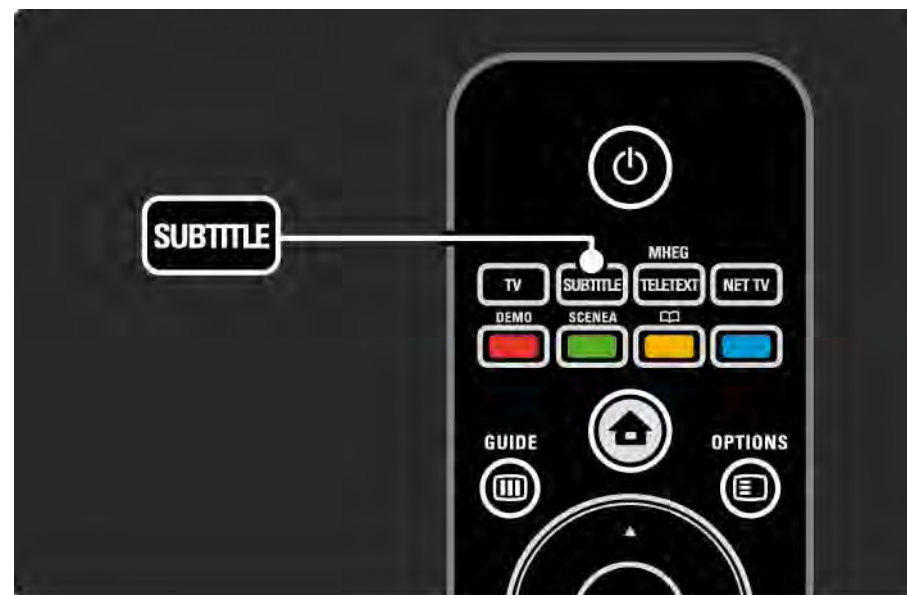 SUBTITLE
MHEG
TV SUBTITLE TELETEXT NET TV
DEMO SCENEA
GUIDE OPTIONS